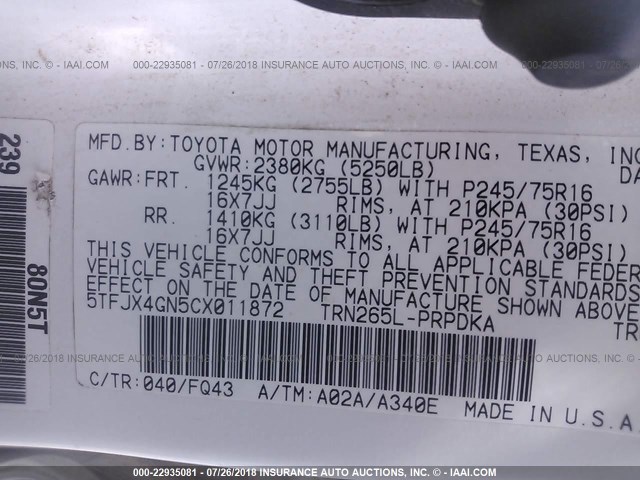 000-22935081 - 07/26/2018 INSURANCE AUTO AUCTIONS, INC. - © IAAI.COM
MFD. BY: TOYOTA MOTOR MANUFACTURING, TEXAS, INC
GVWR: 2380KG (5250LB) DA
GAWR: FRT. 1245KG (2755LB) WITH P245/75R16
16X7JJ RIMS, AT 210KPA (30PSI)
RR. 1410KG (3110LB) WITH P245/75R16
16X7JJ RIMS, AT 210KPA (30PSI)
THIS VEHICLE CONFORMS TO ALL APPLICABLE FEDER
VEHICLE SAFETY AND THEFT PREVENTION STANDARDS
EFFECT ON THE DATE OF MANUFACTURE SHOWN ABOVE
5TFJX4GN5CX011872 TRN265L-PRPDKA TR
C/TR: 040/FQ43 A/TM: A02A/A340E MADE IN U.S.A
239
80N5T
000-22935081 - 07/26/2018 INSURANCE AUTO AUCTIONS, INC. - © IAAI.COM